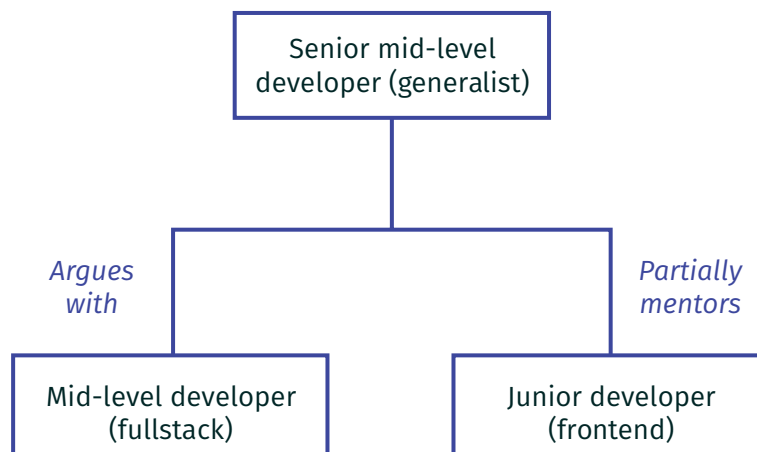 Senior mid-level
developer (generalist)
Argues
with
Partially
mentors
Mid-level developer
(fullstack)
Junior developer
(frontend)